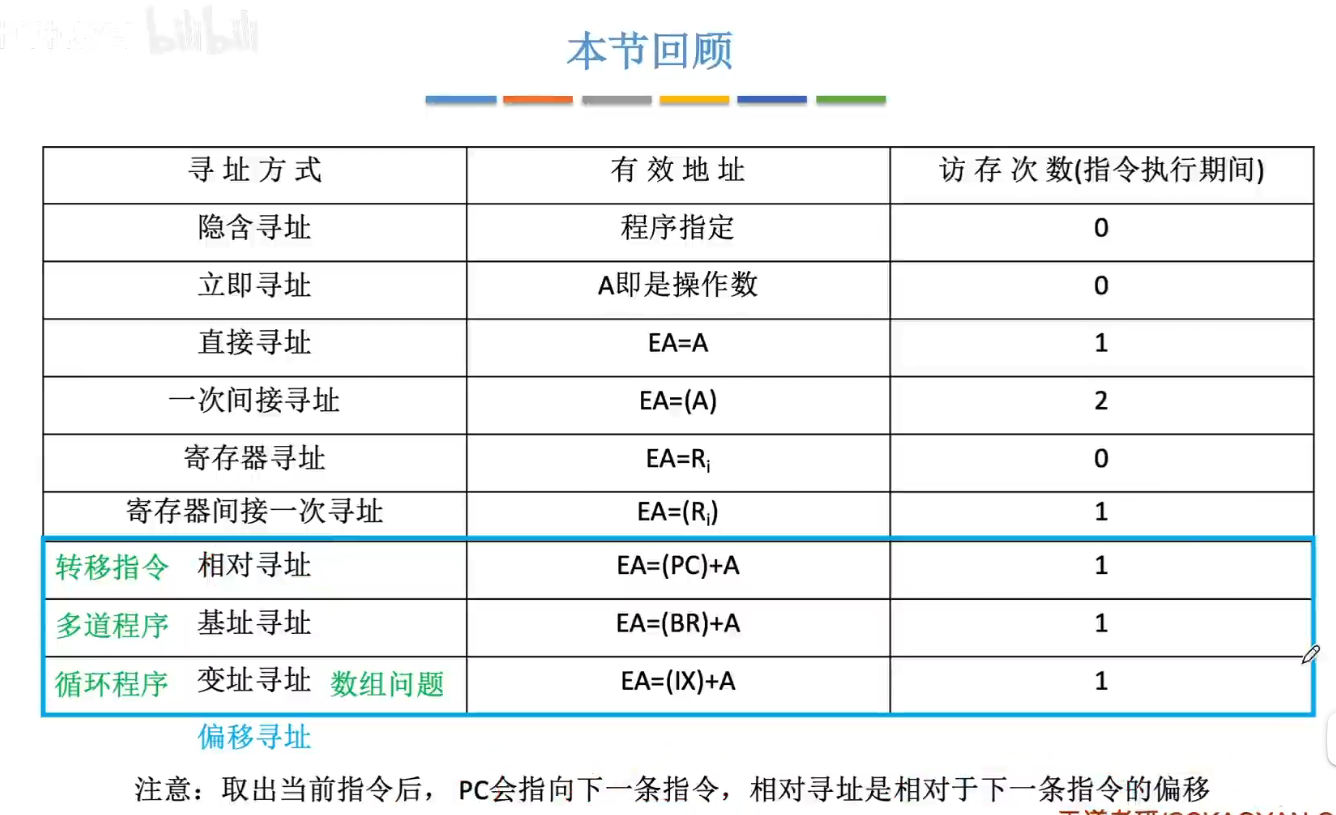 bilibili
本节回顾
寻址方式 有效地址 访存次数(指令执行期间)
隐含寻址 程序指定 0
立即寻址 A即是操作数 0
直接寻址 EA=A 1
一次间接寻址 EA=(A) 2
寄存器寻址 EA=Rᵢ 0
寄存器间接一次寻址 EA=(Rᵢ) 1
转移指令 相对寻址 EA=(PC)+A 1
多道程序 基址寻址 EA=(BR)+A 1
循环程序 变址寻址 数组问题 EA=(IX)+A 1
偏移寻址
注意：取出当前指令后， PC会指向下一条指令，相对寻址是相对于下一条指令的偏移